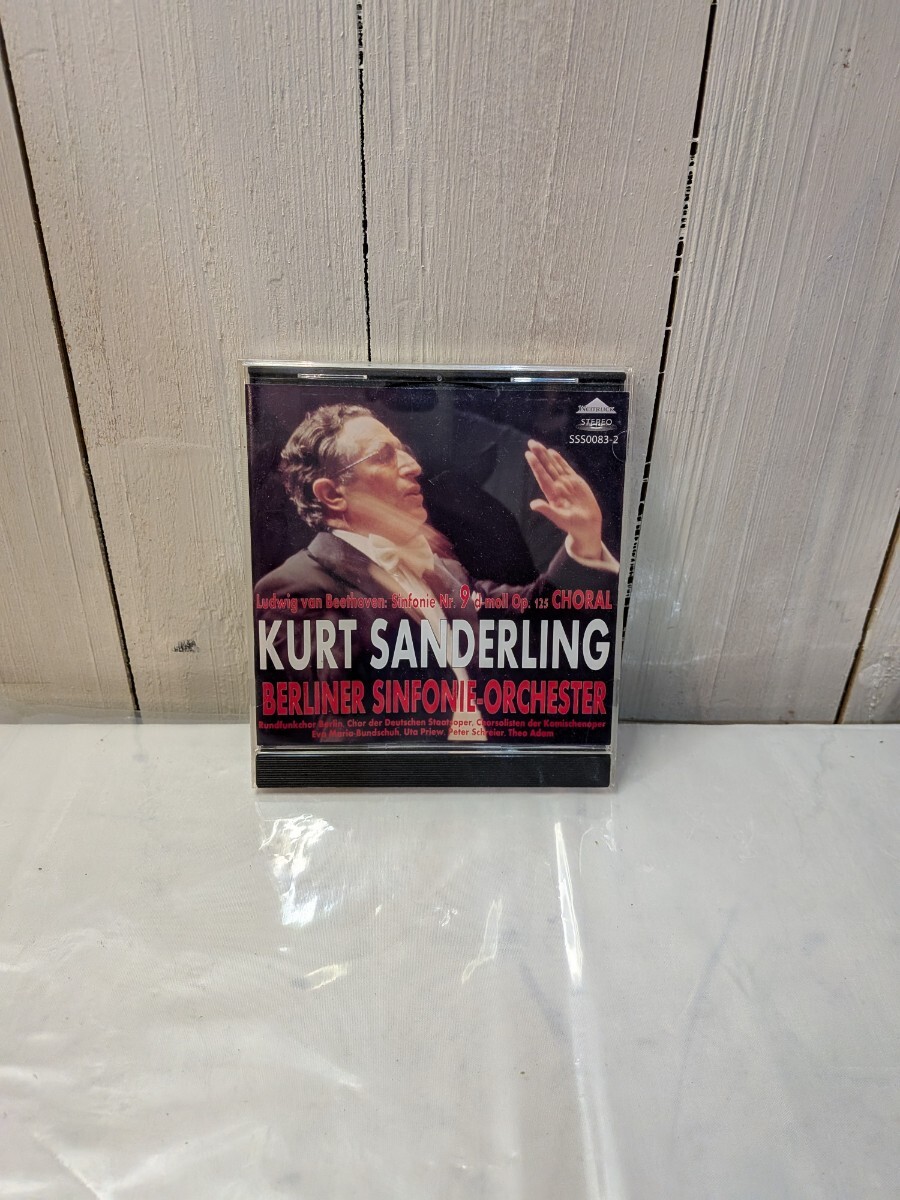 WEITBLICK
STEREO
SSS0083-2
Ludwig van Beethoven: Sinfonie Nr. 9 d-moll Op. 125 CHORAL
KURT SANDERLING
BERLINER SINFONIE-ORCHESTER
Rundfunkchor Berlin, Chor der Deutschen Staatsoper, Chorsolisten der Komischenoper
Eva Maria Bundschuh, Uta Priew, Peter Schreier, Theo Adam